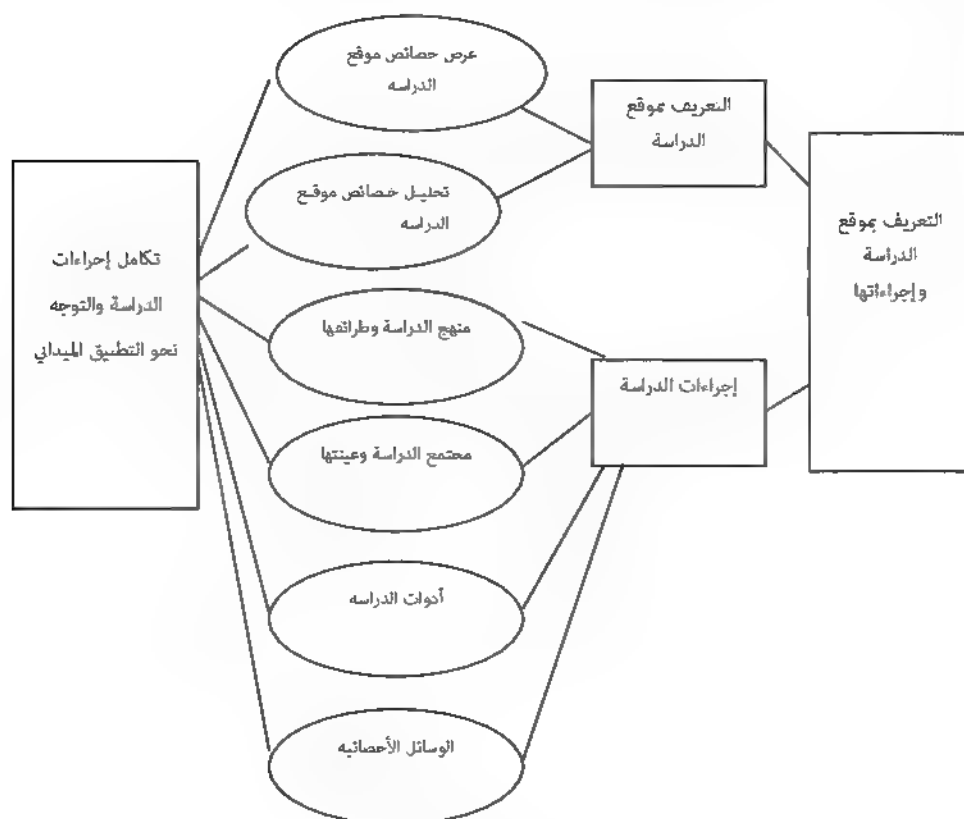 التعريف بموقع
الدراسة
وإجراءاتها
التعريف بموقع
الدراسة
إجراءات الدراسة
عرض خصائص موقع
الدراسه
تحليل خصائص موقع
الدراسه
منهج الدراسة وطرائقها
مجتمع الدراسة وعينتها
أدوات الدراسه
الوسائل الأحصائيه
تكامل إجراءات
الدراسة والتوجه
نحو التطبيق الميداني